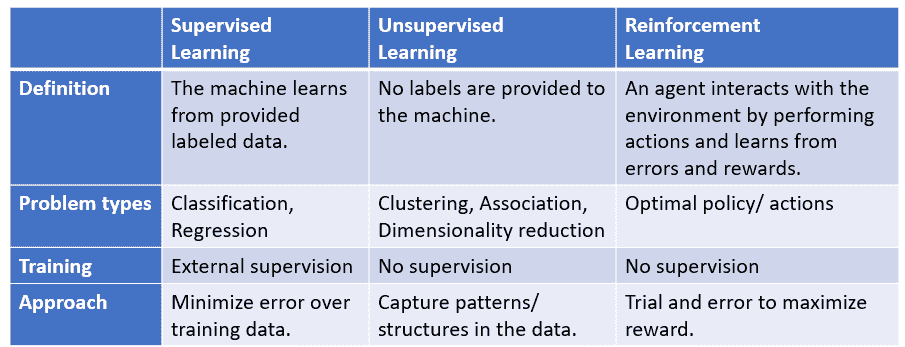 Supervised Learning
Unsupervised Learning
Reinforcement Learning
Definition
The machine learns
from provided
labeled data.
No labels are provided to
the machine.
An agent interacts with the
environment by performing
actions and learns from
errors and rewards.
Problem types
Classification,
Regression
Clustering, Association,
Dimensionality reduction
Optimal policy/ actions
Training
External supervision
No supervision
No supervision
Approach
Minimize error over
training data.
Capture patterns/
structures in the data.
Trial and error to maximize
reward.